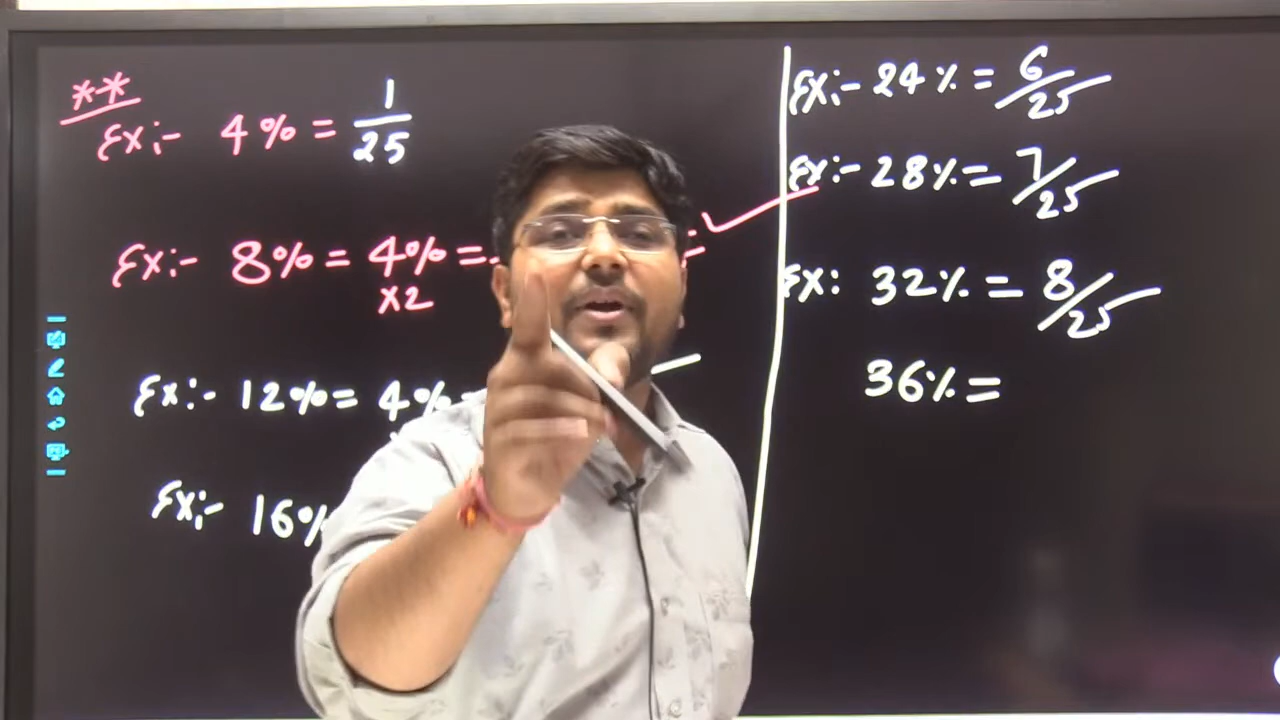 **
Ex:- 4% = 1/25
Ex:- 8% = 4% =
×2
Ex:- 12% = 4% =
Ex:- 16%
Ex:- 24% = 6/25
Ex:- 28% = 7/25
Ex: 32% = 8/25
36% =